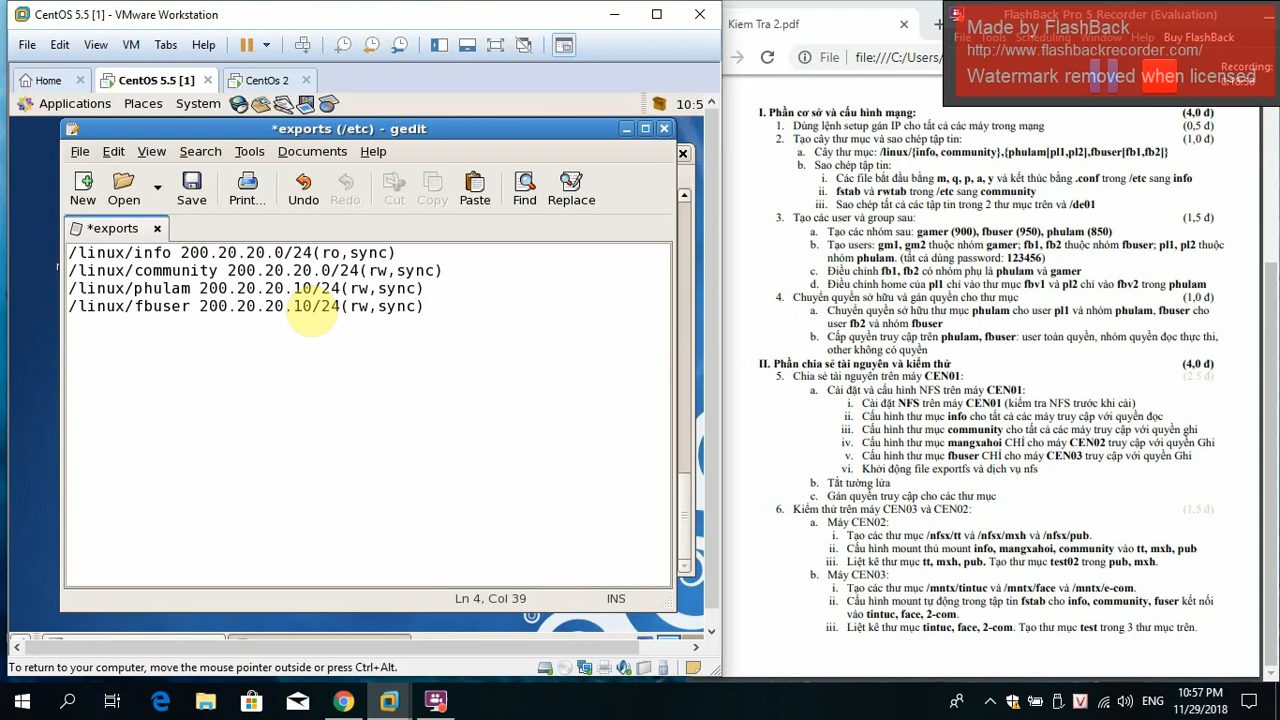 CentOS 5.5 - VMware Workstation
File Edit View VM Tabs Help
Home CentOS 5.5 [1] CentOs 2
Applications Places System 10:5
*exports (/etc) - gedit
File Edit View Search Tools Documents Help
New Open Save Print... Undo Redo Cut Copy Paste Find Replace
*exports
/linux/info 200.20.20.0/24(ro,sync)
/linux/community 200.20.20.0/24(rw,sync)
/linux/phulam 200.20.20.10/24(rw,sync)
/linux/fbuser 200.20.20.10/24(rw,sync)
Ln 4, Col 39 INS
To return to your computer, move the mouse pointer outside or press Ctrl+Alt.
Kiem Tra 2.pdf
File file:///C:/Users/
FlashBack Pro 5 Recorder (Evaluation)
Made by FlashBack
File Scheduling Window Help Buy FlashBack
http://www.flashbackrecorder.com/
Recording:
Watermark removed when licensed
I. Phần cơ sở và cấu hình mạng: (4,0 đ)
1. Dùng lệnh setup gán IP cho tất cả các máy trong mạng (0,5 đ)
2. Tạo cây thư mục và sao chép tập tin: (1,0 đ)
a. Cây thư mục: /linux/{info, community},{phulam[pl1,pl2],fbuser[fb1,fb2]}
b. Sao chép tập tin:
i. Các file bắt đầu bằng m, q, p, a, y và kết bằng .conf trong /etc sang info
ii. fstab và rwtab trong /etc sang community
iii. Sao chép tất cả các tập tin trong 2 thư mục trên và /de01
3. Tạo các user và group sau: (1,5 đ)
a. Tạo các nhóm sau: gamer (900), fbuser (950), phulam (850)
b. Tạo users: gm1, gm2 thuộc nhóm gamer; fb1, fb2 thuộc nhóm fbuser; pl1, pl2 thuộc
nhóm phulam. (tất cả dùng password: 123456)
c. Điều chỉnh fb1, fb2 có nhóm phụ là phulam và gamer
d. Điều chỉnh home của pl1 chỉ vào thư mục fbv1 và pl2 chỉ vào fbv2 trong phulam
4. Chuyển quyền sở hữu và gán quyền cho thư mục (1,0 đ)
a. Chuyển quyền sở hữu thư mục phulam cho user pl1 và nhóm phulam, fbuser cho
user fb2 và nhóm fbuser
b. Cấp quyền truy cập trên phulam, fbuser: user toàn quyền, nhóm quyền đọc thực thi,
other không có quyền
II. Phần chia sẻ tài nguyên và kiểm thử (4,0 đ)
5. Chia sẻ tài nguyên trên máy CEN01: (2.5 đ)
a. Cài đặt và cấu hình NFS trên máy CEN01:
i. Cài đặt NFS trên máy CEN01 (kiểm tra NFS trước khi cài)
ii. Cấu hình thư mục info cho tất cả các máy truy cập với quyền đọc
iii. Cấu hình thư mục community cho tất cả các máy truy cập với quyền ghi
iv. Cấu hình thư mục mangxahoi CHỈ cho máy CEN02 truy cập với quyền Ghi
v. Cấu hình thư mục fbuser CHỈ cho máy CEN03 truy cập với quyền Ghi
vi. Khởi động file exportfs và dịch vụ nfs
b. Tắt tường lửa
c. Gán quyền truy cập cho các thư mục
6. Kiểm thử trên máy CEN03 và CEN02: (1,5 đ)
a. Máy CEN02:
i. Tạo các thư mục /nfsx/tt và /nfsx/mxh và /nfsx/pub.
ii. Cấu hình mount thủ mount info, mangxahoi, community vào tt, mxh, pub
iii. Liệt kê thư mục tt, mxh, pub. Tạo thư mục test02 trong pub, mxh.
b. Máy CEN03:
i. Tạo các thư mục /mntx/tintuc và /mntx/face và /mntx/e-com.
ii. Cấu hình mount tự động trong tập tin fstab cho info, community, fuser kết nối
vào tintuc, face, 2-com.
iii. Liệt kê thư mục tintuc, face, 2-com. Tạo thư mục test trong 3 thư mục trên.
ENG 10:57 PM
11/29/2018